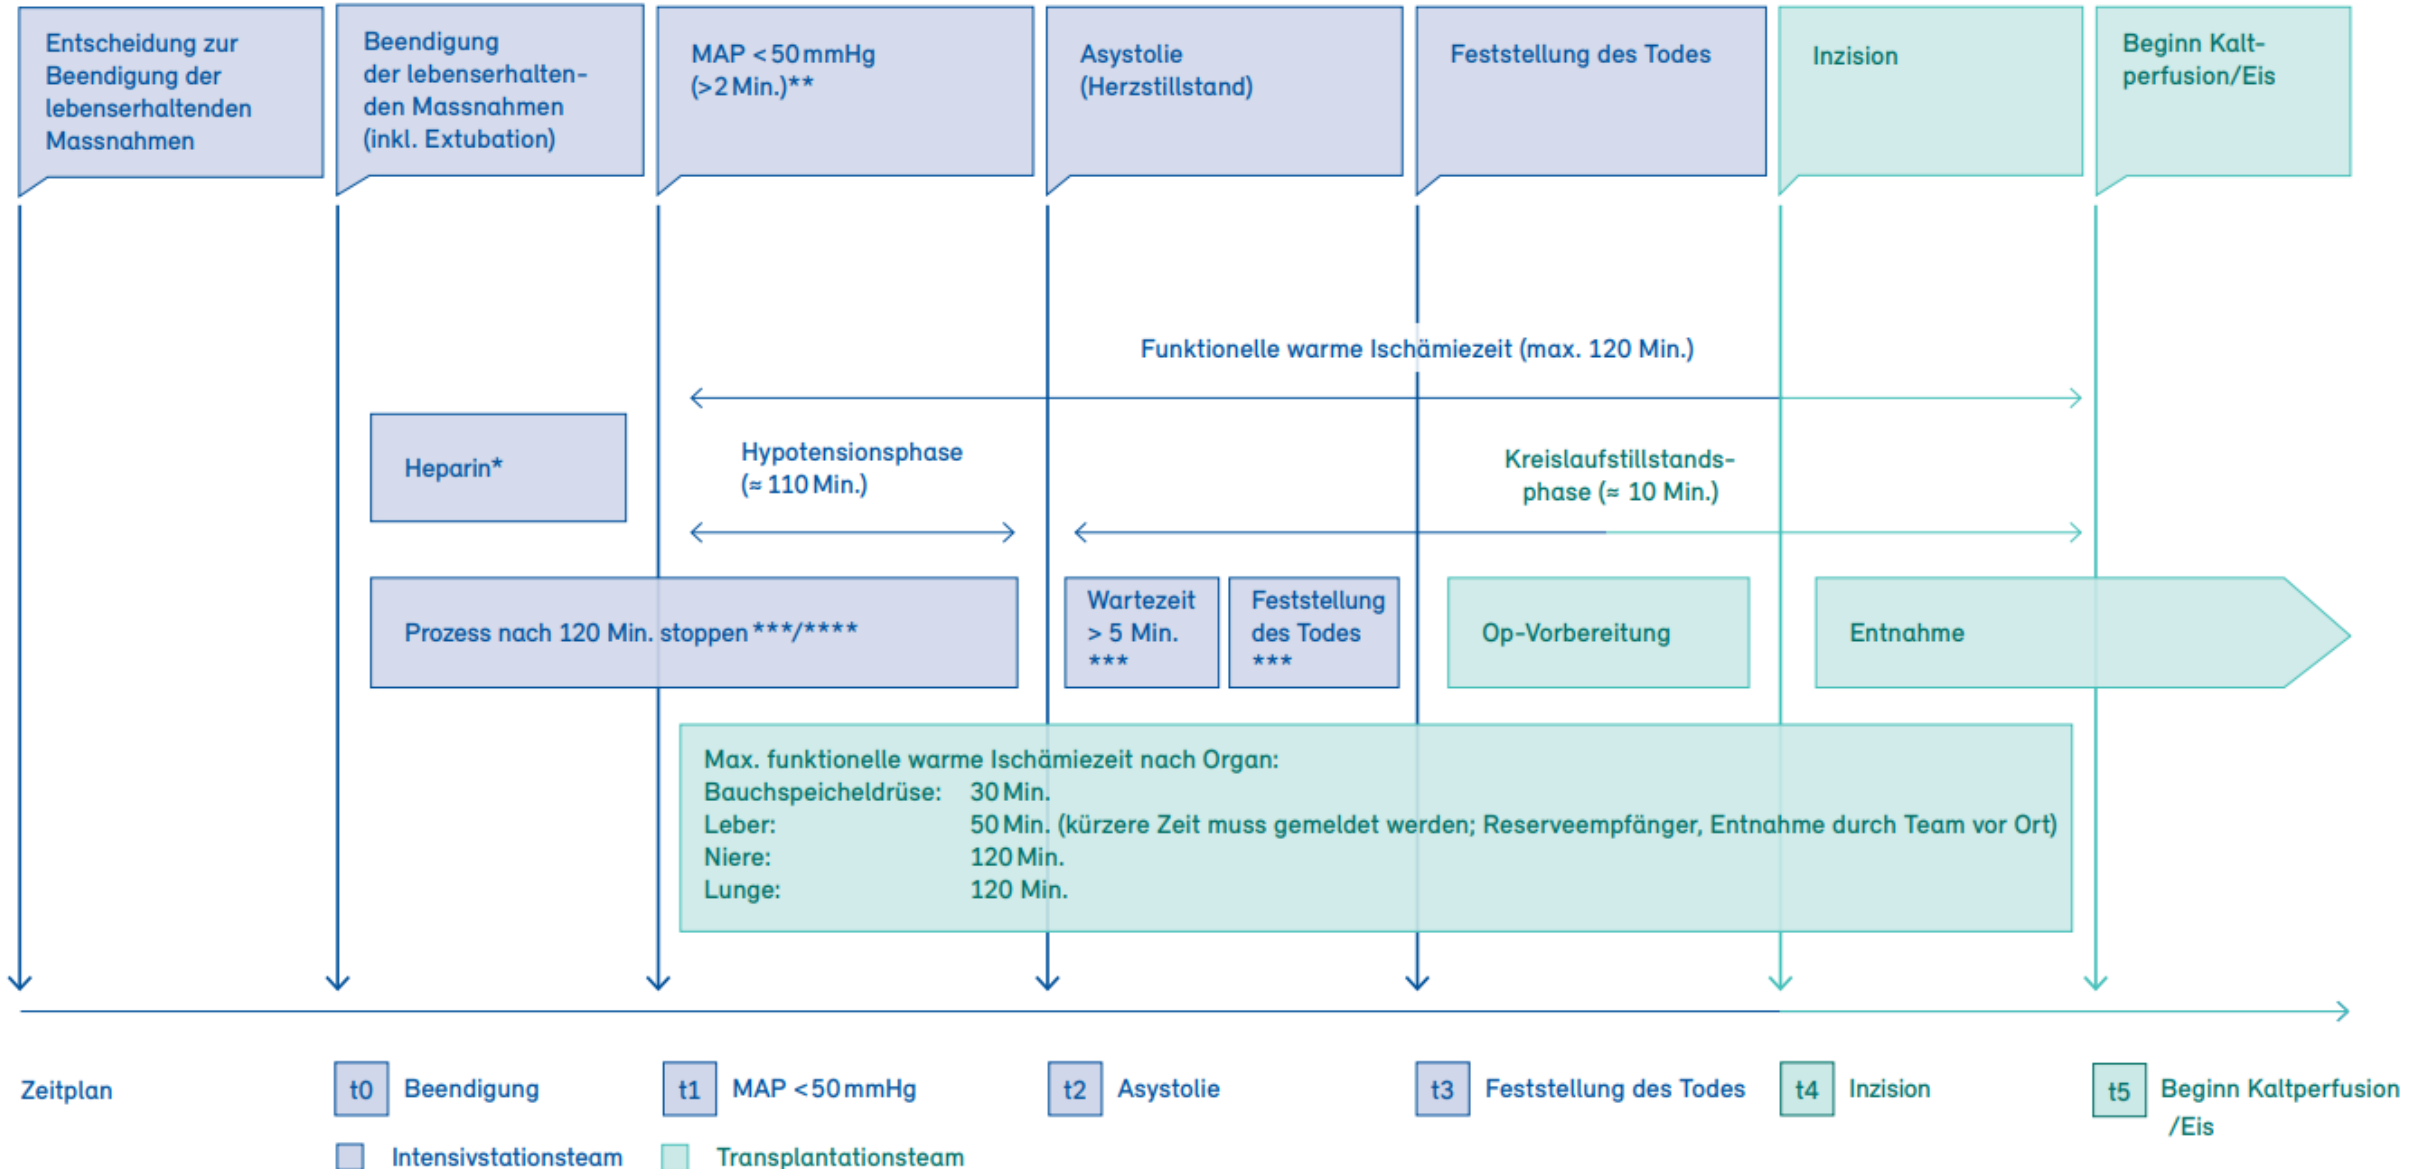 Entscheidung zur
Beendigung der
lebenserhaltenden
Massnahmen
Beendigung
der lebenserhalten-
den Massnahmen
(inkl. Extubation)
MAP < 50 mmHg
(> 2 Min.)**
Asystolie
(Herzstillstand)
Feststellung des Todes
Inzision
Beginn Kalt-
perfusion/Eis
Funktionelle warme Ischämiezeit (max. 120 Min.)
Heparin*
Hypotensionsphase
(≈ 110 Min.)
Kreislaufstillstands-
phase (≈ 10 Min.)
Prozess nach 120 Min. stoppen ***/****
Wartezeit
> 5 Min.
***
Feststellung
des Todes
***
Op-Vorbereitung
Entnahme
Max. funktionelle warme Ischämiezeit nach Organ:
Bauchspeicheldrüse: 30 Min.
Leber: 50 Min. (kürzere Zeit muss gemeldet werden; Reserveempfänger, Entnahme durch Team vor Ort)
Niere: 120 Min.
Lunge: 120 Min.
Zeitplan
t0 Beendigung
t1 MAP < 50 mmHg
t2 Asystolie
t3 Feststellung des Todes
t4 Inzision
t5 Beginn Kaltperfusion
/Eis
Intensivstationsteam
Transplantationsteam